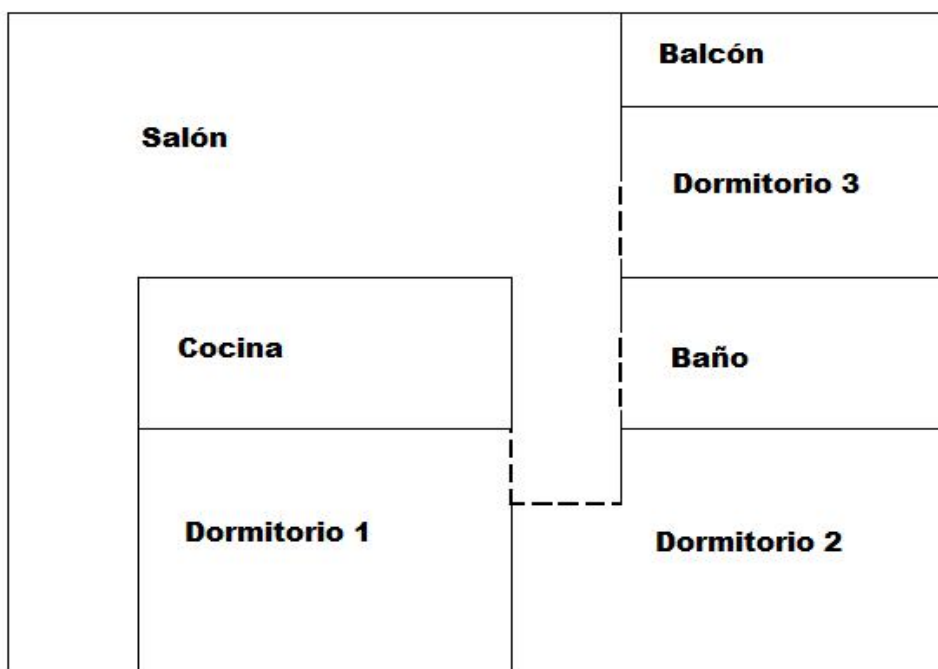 Balcón
Salón
Dormitorio 3
Cocina
Baño
Dormitorio 1
Dormitorio 2